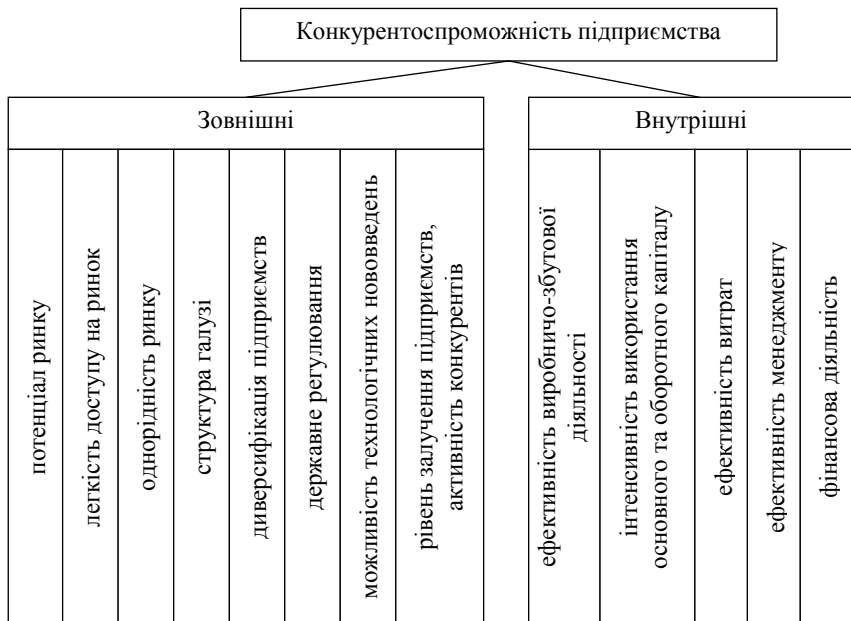 Конкурентоспроможність підприємства
Зовнішні
Внутрішні
потенціал ринку
легкість доступу на ринок
однорідність ринку
структура галузі
диверсифікація підприємств
державне регулювання
можливість технологічних нововведень
рівень залучення підприємств,
активність конкурентів
ефективність виробничо-збутової
діяльності
інтенсивність використання
основного та оборотного капіталу
ефективність витрат
ефективність менеджменту
фінансова діяльність